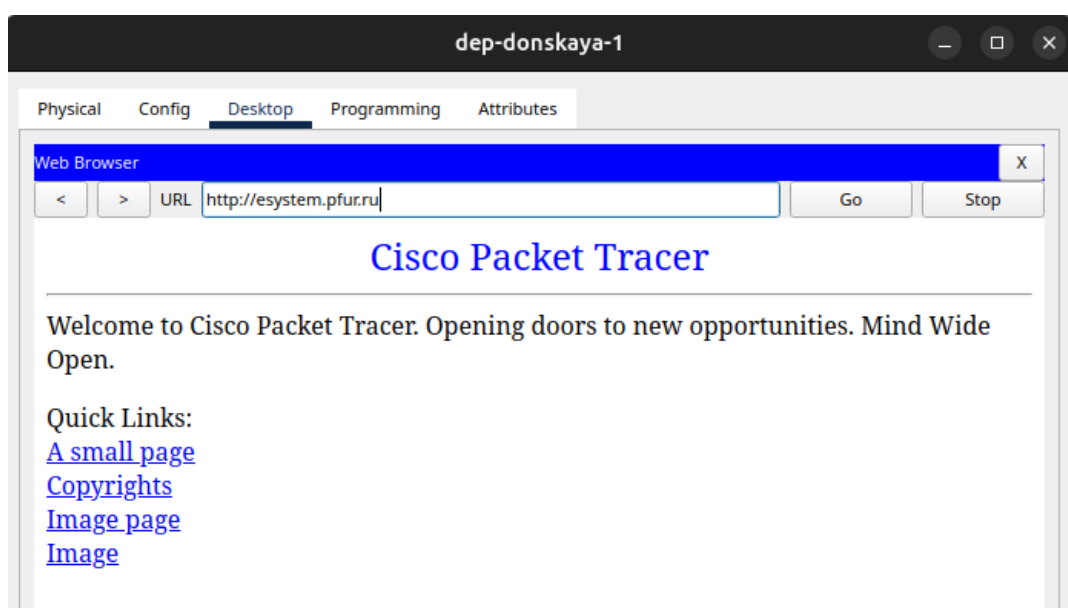 dep-donskaya-1
Physical Config Desktop Programming Attributes
Web Browser X
< > URL http://esystem.pfur.ru Go Stop
Cisco Packet Tracer
Welcome to Cisco Packet Tracer. Opening doors to new opportunities. Mind Wide
Open.
Quick Links:
A small page
Copyrights
Image page
Image